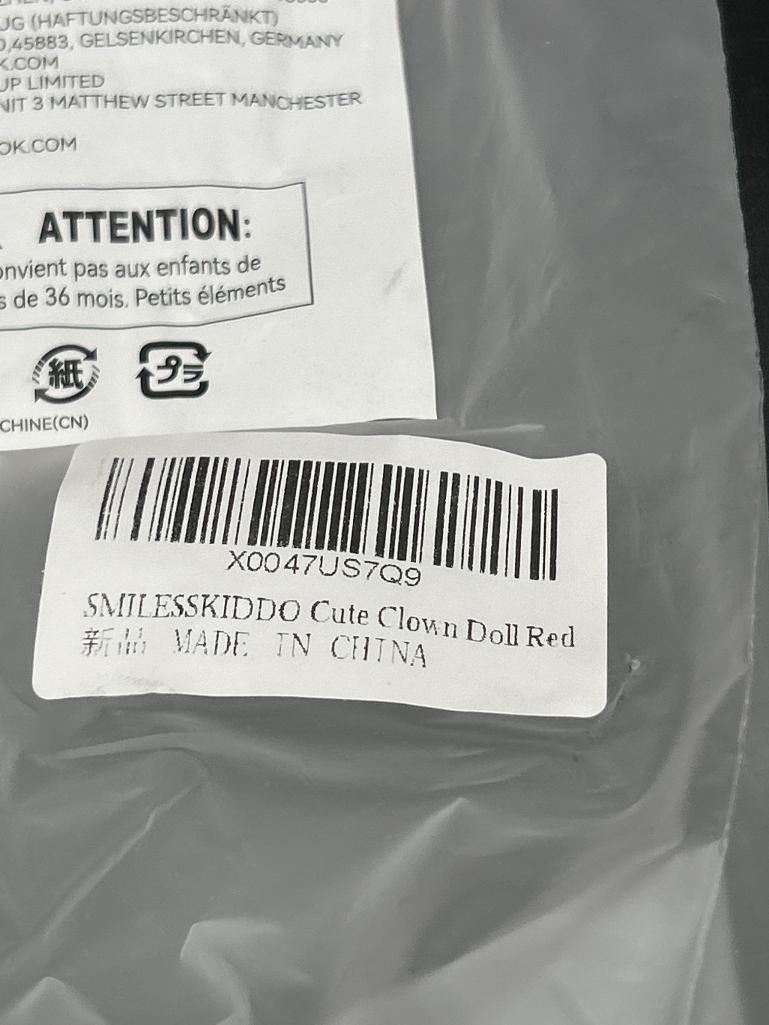 UG (HAFTUNGSBESCHRÄNKT)
0,45883, GELSENKIRCHEN, GERMANY
K.COM
UP LIMITED
NIT 3 MATTHEW STREET MANCHESTER
OK.COM
ATTENTION:
onvient pas aux enfants de
s de 36 mois. Petits éléments
紙
プラ
CHINE(CN)
X0047US7Q9
SMILESSKIDDO Cute Clown Doll Red
新品 MADE IN CHINA